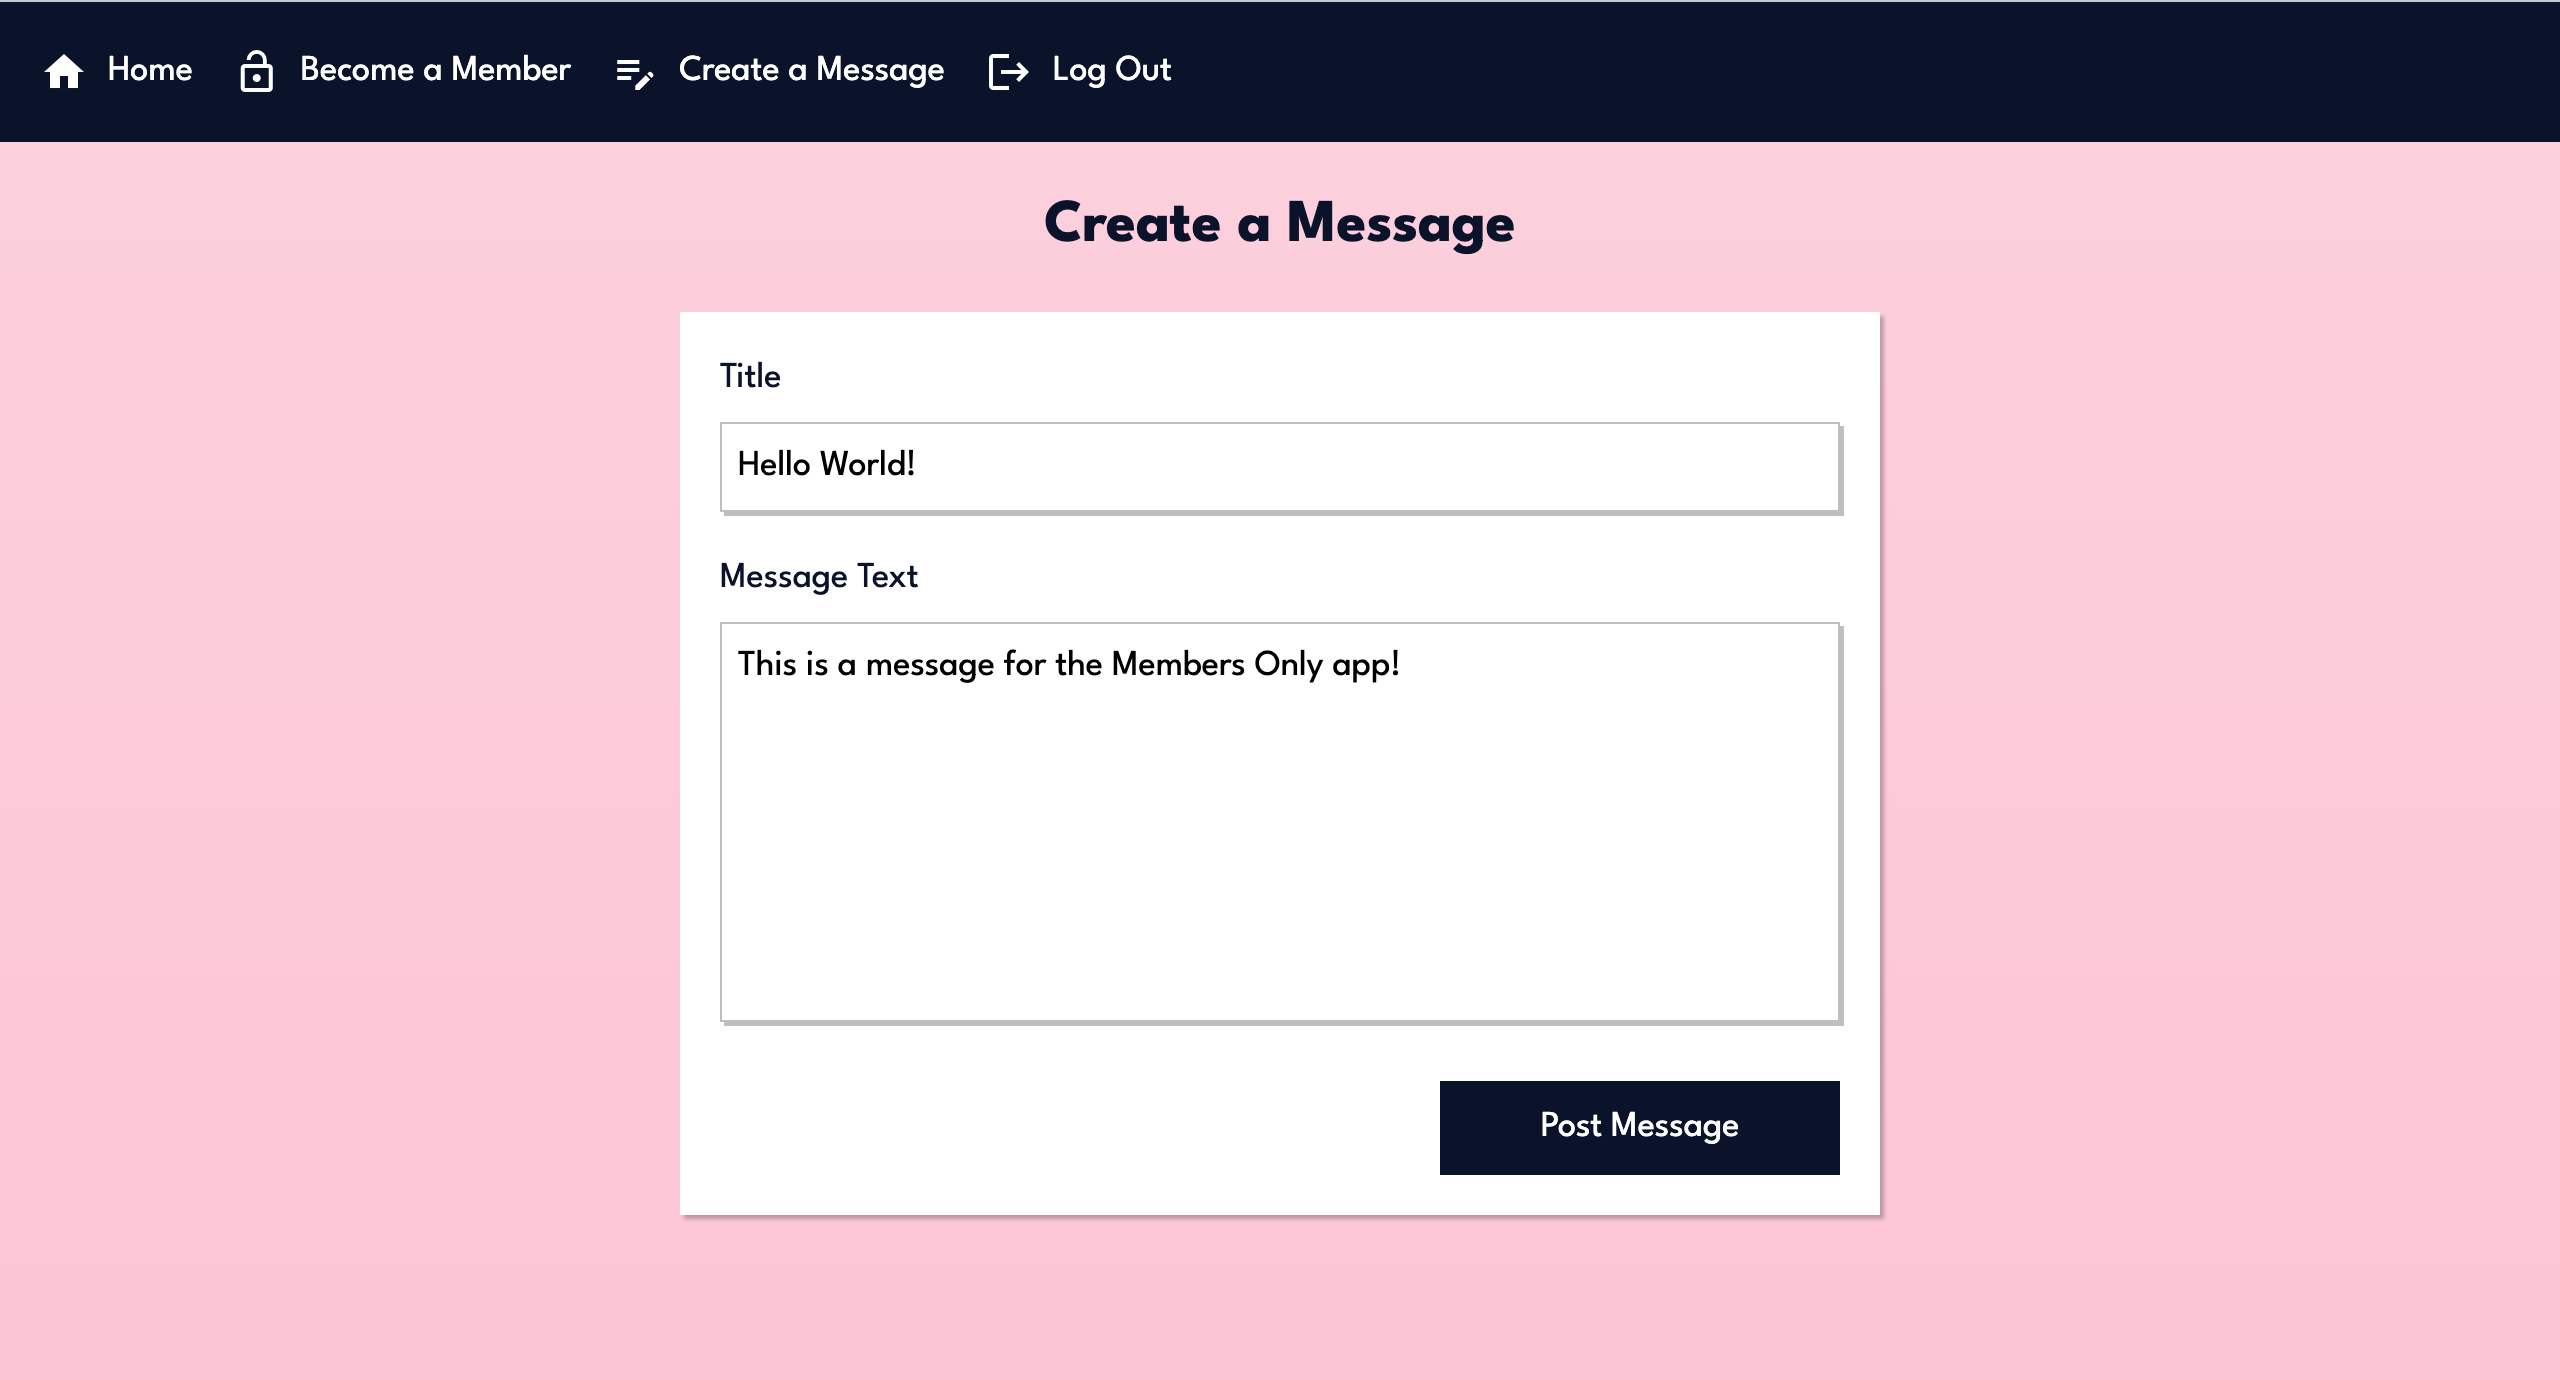 Home Become a Member Create a Message Log Out
Create a Message
Title
Hello World!
Message Text
This is a message for the Members Only app!
Post Message